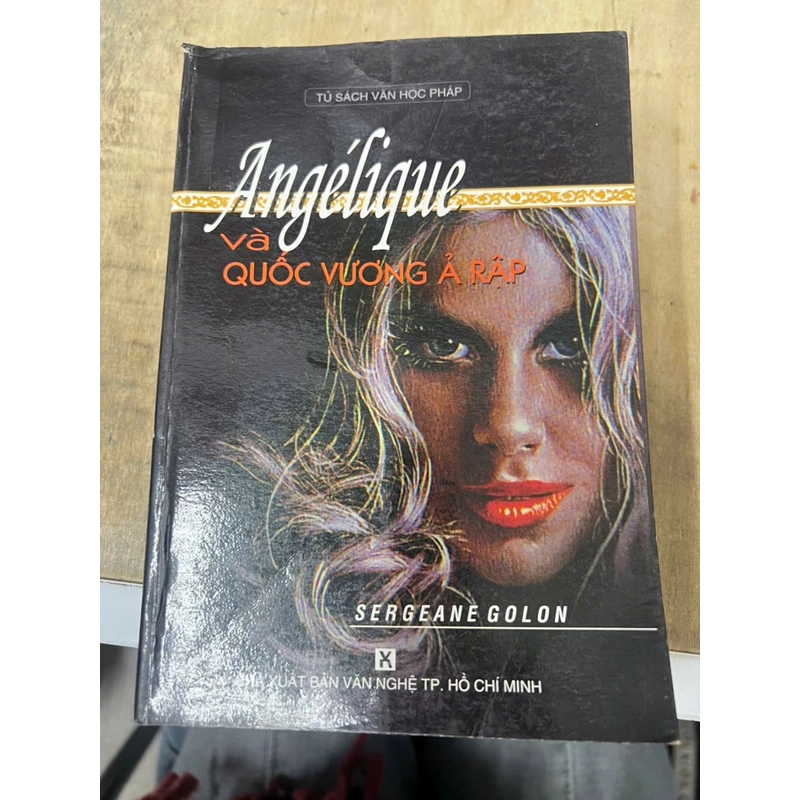 TỦ SÁCH VĂN HỌC PHÁP
Angélique
và
QUỐC VƯƠNG Ả RẬP
SERGEANE GOLON
XUẤT BẢN VĂN NGHỆ TP. HỒ CHÍ MINH